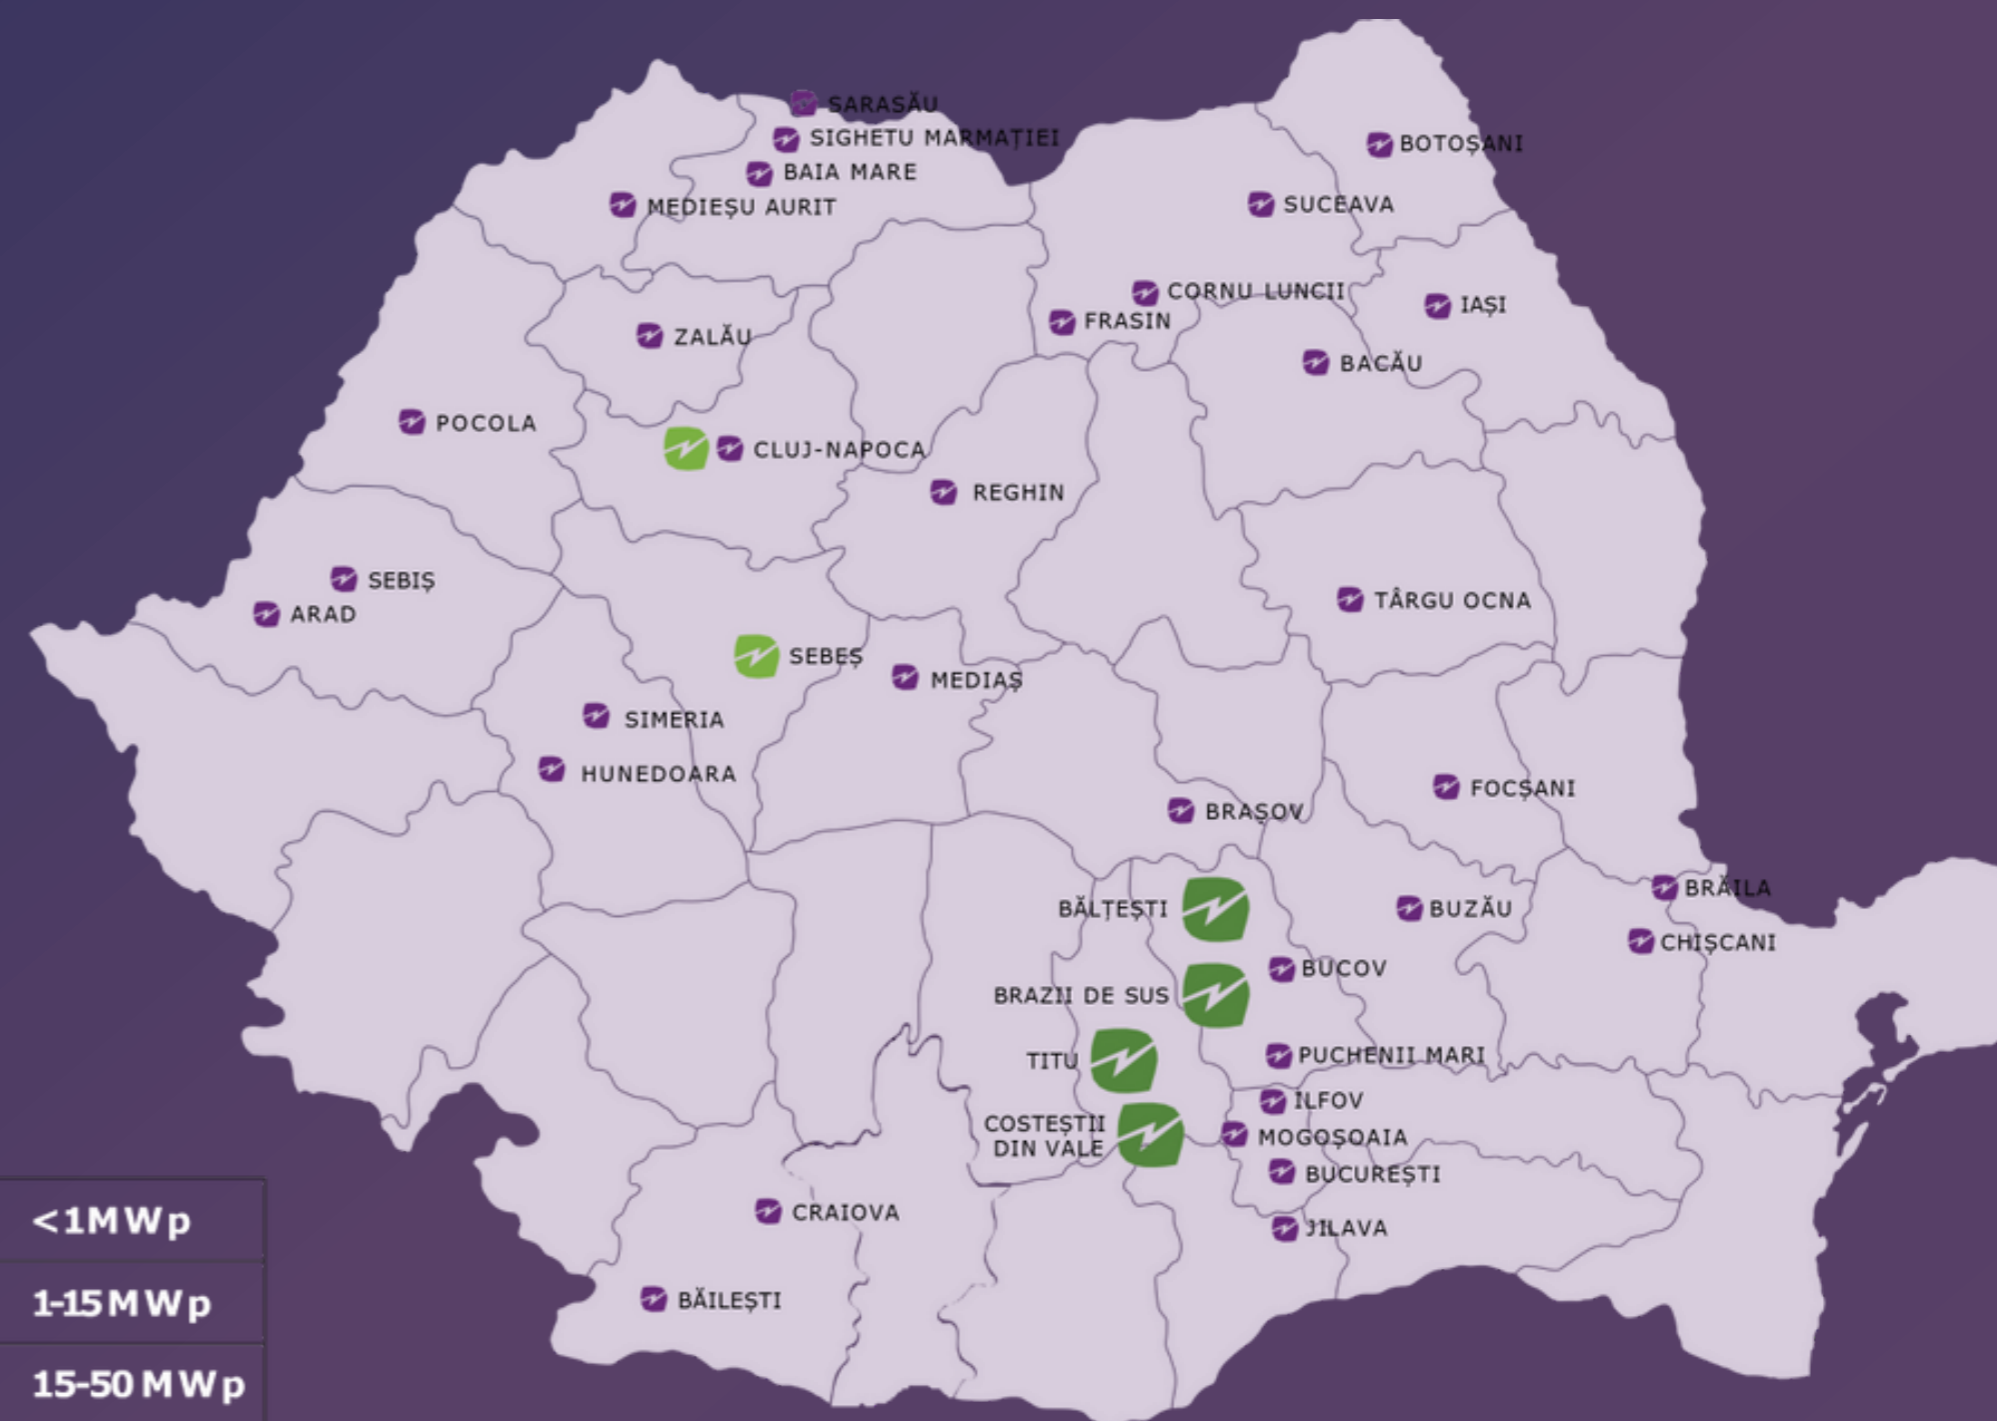 SARASĂU
SIGHETU MARMAȚIEI
BAIA MARE
MEDIEȘU AURIT
BOTOȘANI
SUCEAVA
CORNU LUNCII
FRASIN
IAȘI
ZALĂU
BACĂU
POCOLA
CLUJ-NAPOCA
REGHIN
SEBIȘ
ARAD
TÂRGU OCNA
SEBEȘ
MEDIAȘ
SIMERIA
HUNEDOARA
FOCȘANI
BRAȘOV
BĂLȚEȘTI
BUZĂU
BRĂILA
CHIȘCANI
BUCOV
BRAZII DE SUS
TITU
PUCHENII MARI
ILFOV
COSTEȘTII
DIN VALE
MOGOȘOAIA
BUCUREȘTI
CRAIOVA
JILAVA
BĂILEȘTI
<1MWp
1-15MWp
15-50 MWp